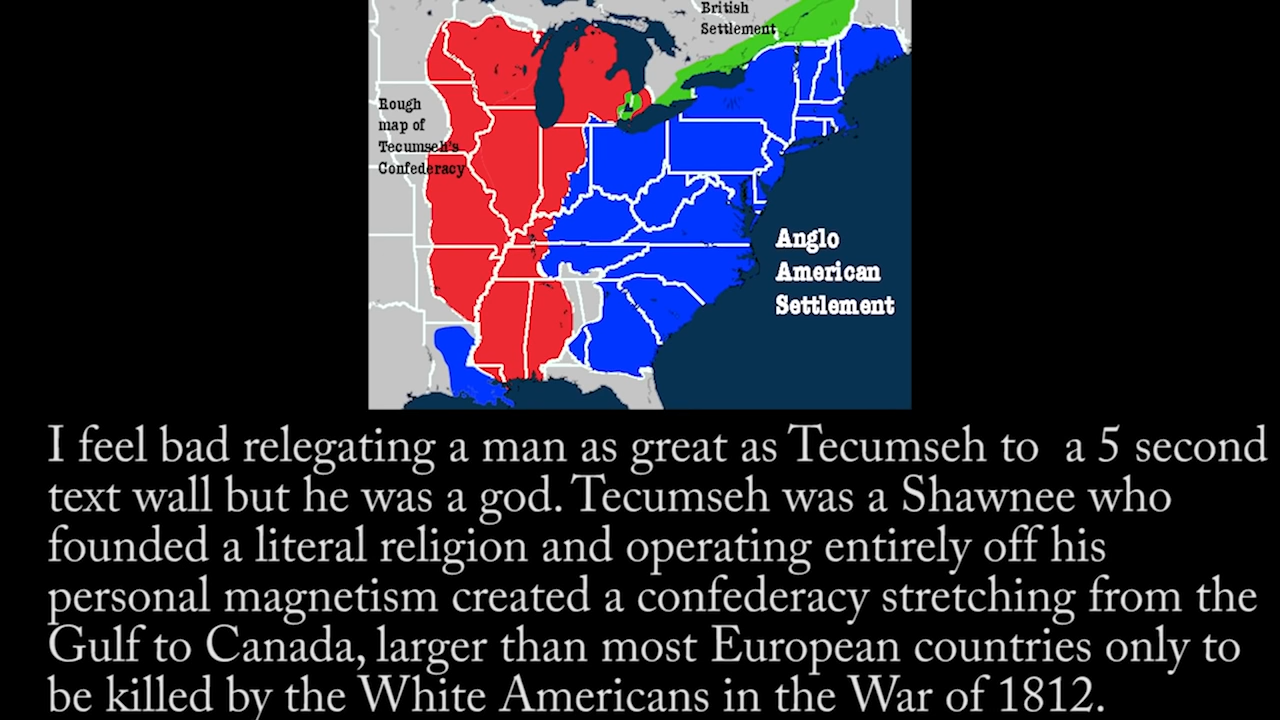 British
Settlement
Rough
map of
Tecumseh's
Confederacy
Anglo
American
Settlement
I feel bad relegating a man as great as Tecumseh to a 5 second
text wall but he was a god. Tecumseh was a Shawnee who
founded a literal religion and operating entirely off his
personal magnetism created a confederacy stretching from the
Gulf to Canada, larger than most European countries only to
be killed by the White Americans in the War of 1812.